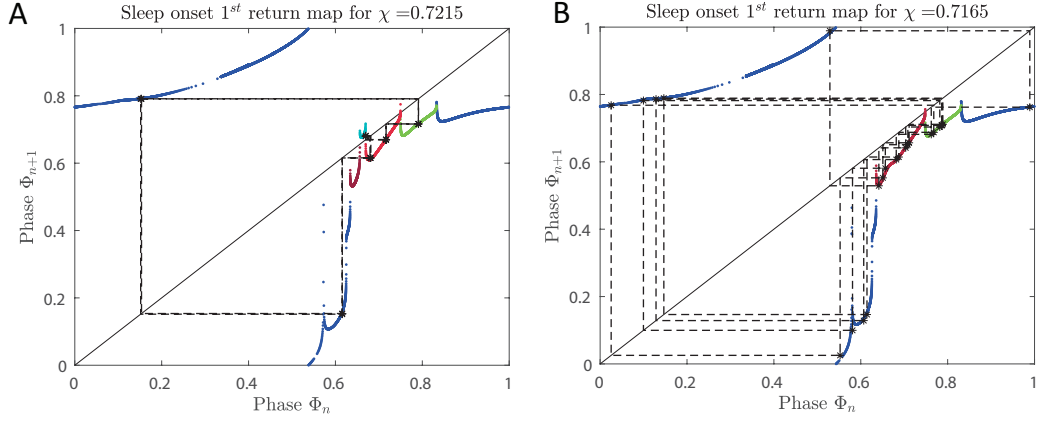 A
Sleep onset 1st return map for χ =0.7215
1
0.8
0.6
0.4
0.2
0
Phase Φn+1
0 0.2 0.4 0.6 0.8 1
Phase Φn
B
Sleep onset 1st return map for χ =0.7165
1
0.8
0.6
0.4
0.2
0
Phase Φn+1
0 0.2 0.4 0.6 0.8 1
Phase Φn